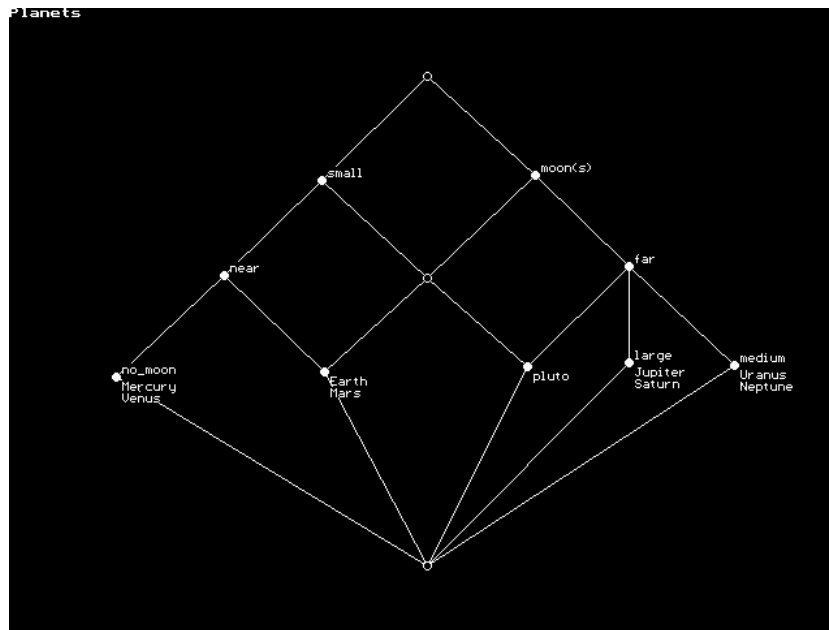 Planets
small
moon(s)
near
far
no_moon
Mercury
Venus
Earth
Mars
pluto
large
Jupiter
Saturn
medium
Uranus
Neptune